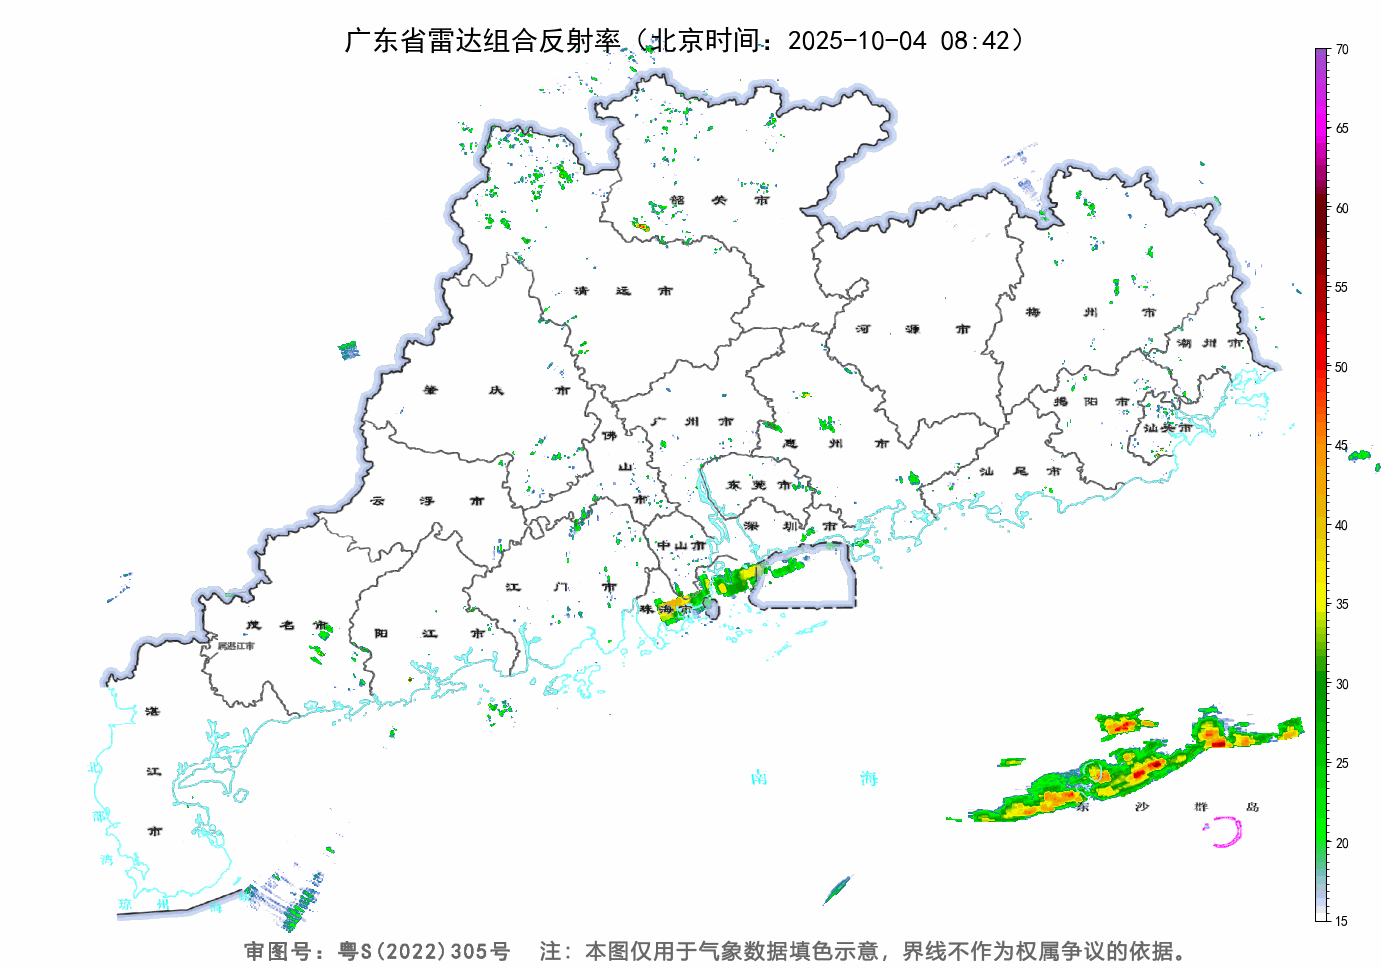 广东省雷达组合反射率（北京时间：2025-10-04 08:42）
70
65
60
55
50
45
40
35
30
25
20
15
韶关市
清远市
河源市
梅州市
潮州市
肇庆市
广州市
佛山市
惠州市
揭阳市
汕头市
汕尾市
云浮市
东莞市
深圳市
中山市
江门市
珠海市
茂名市
属湛江市
阳江市
湛江市
北部湾
琼州海
南海
东沙群岛
审图号：粤S(2022)305号 注：本图仅用于气象数据填色示意，界线不作为权属争议的依据。